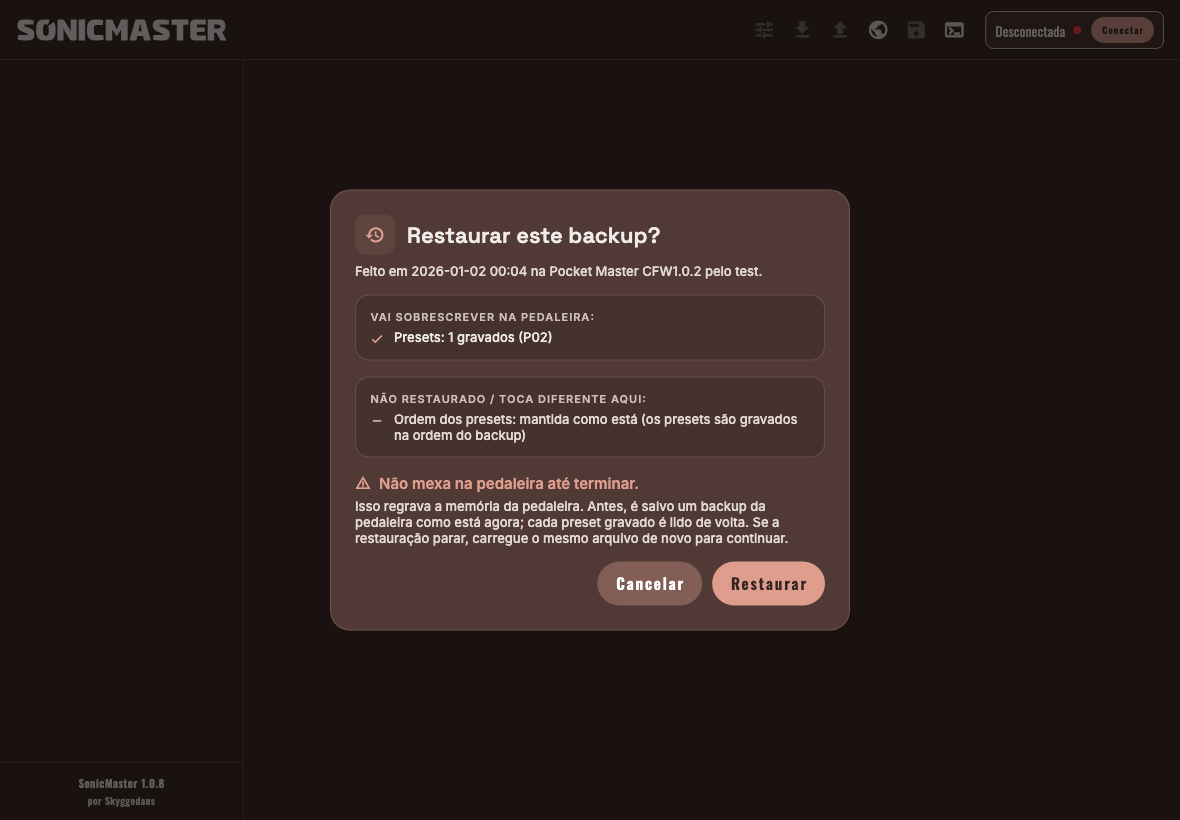 SONICMASTER
Desconectada
Conectar
Restaurar este backup?
Feito em 2026-01-02 00:04 na Pocket Master CFW1.0.2 pelo test.
VAI SOBRESCREVER NA PEDALEIRA:
Presets: 1 gravados (P02)
NÃO RESTAURADO / TOCA DIFERENTE AQUI:
Ordem dos presets: mantida como está (os presets são gravados
na ordem do backup)
Não mexa na pedaleira até terminar.
Isso regrava a memória da pedaleira. Antes, é salvo um backup da
pedaleira como está agora; cada preset gravado é lido de volta. Se a
restauração parar, carregue o mesmo arquivo de novo para continuar.
Cancelar
Restaurar
SonicMaster 1.0.8
por Skyggedans